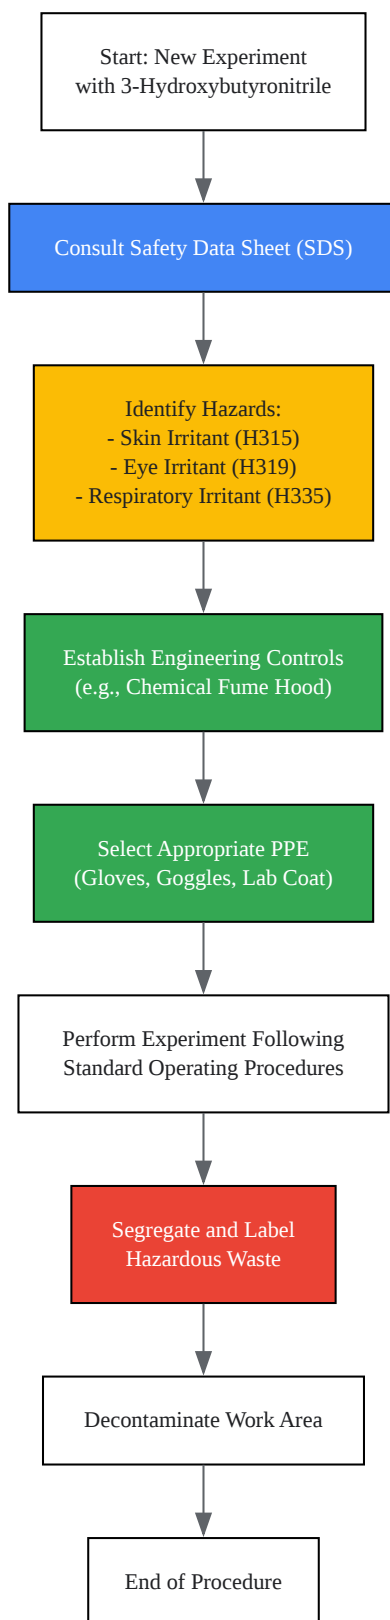 Start: New Experiment
with 3-Hydroxybutyronitrile
Consult Safety Data Sheet (SDS)
Identify Hazards:
- Skin Irritant (H315)
- Eye Irritant (H319)
- Respiratory Irritant (H335)
Establish Engineering Controls
(e.g., Chemical Fume Hood)
Select Appropriate PPE
(Gloves, Goggles, Lab Coat)
Perform Experiment Following
Standard Operating Procedures
Segregate and Label
Hazardous Waste
Decontaminate Work Area
End of Procedure